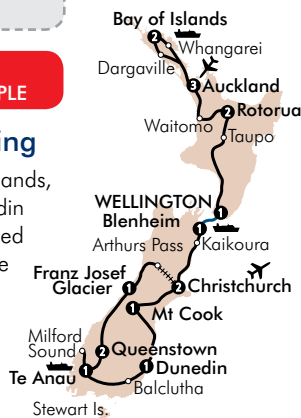 PLE
ing
ands,
din
ed
e
Bay of Islands
2
Whangarei
Dargaville
3 Auckland
2 Rotorua
Waitomo
Taupo
WELLINGTON 1
Blenheim 1
Arthurs Pass
Kaikoura
Franz Josef
Glacier 1
2 Christchurch
1
Mt Cook
Milford
Sound
2 Queenstown
Te Anau 1
1 Dunedin
Balclutha
Stewart Is.